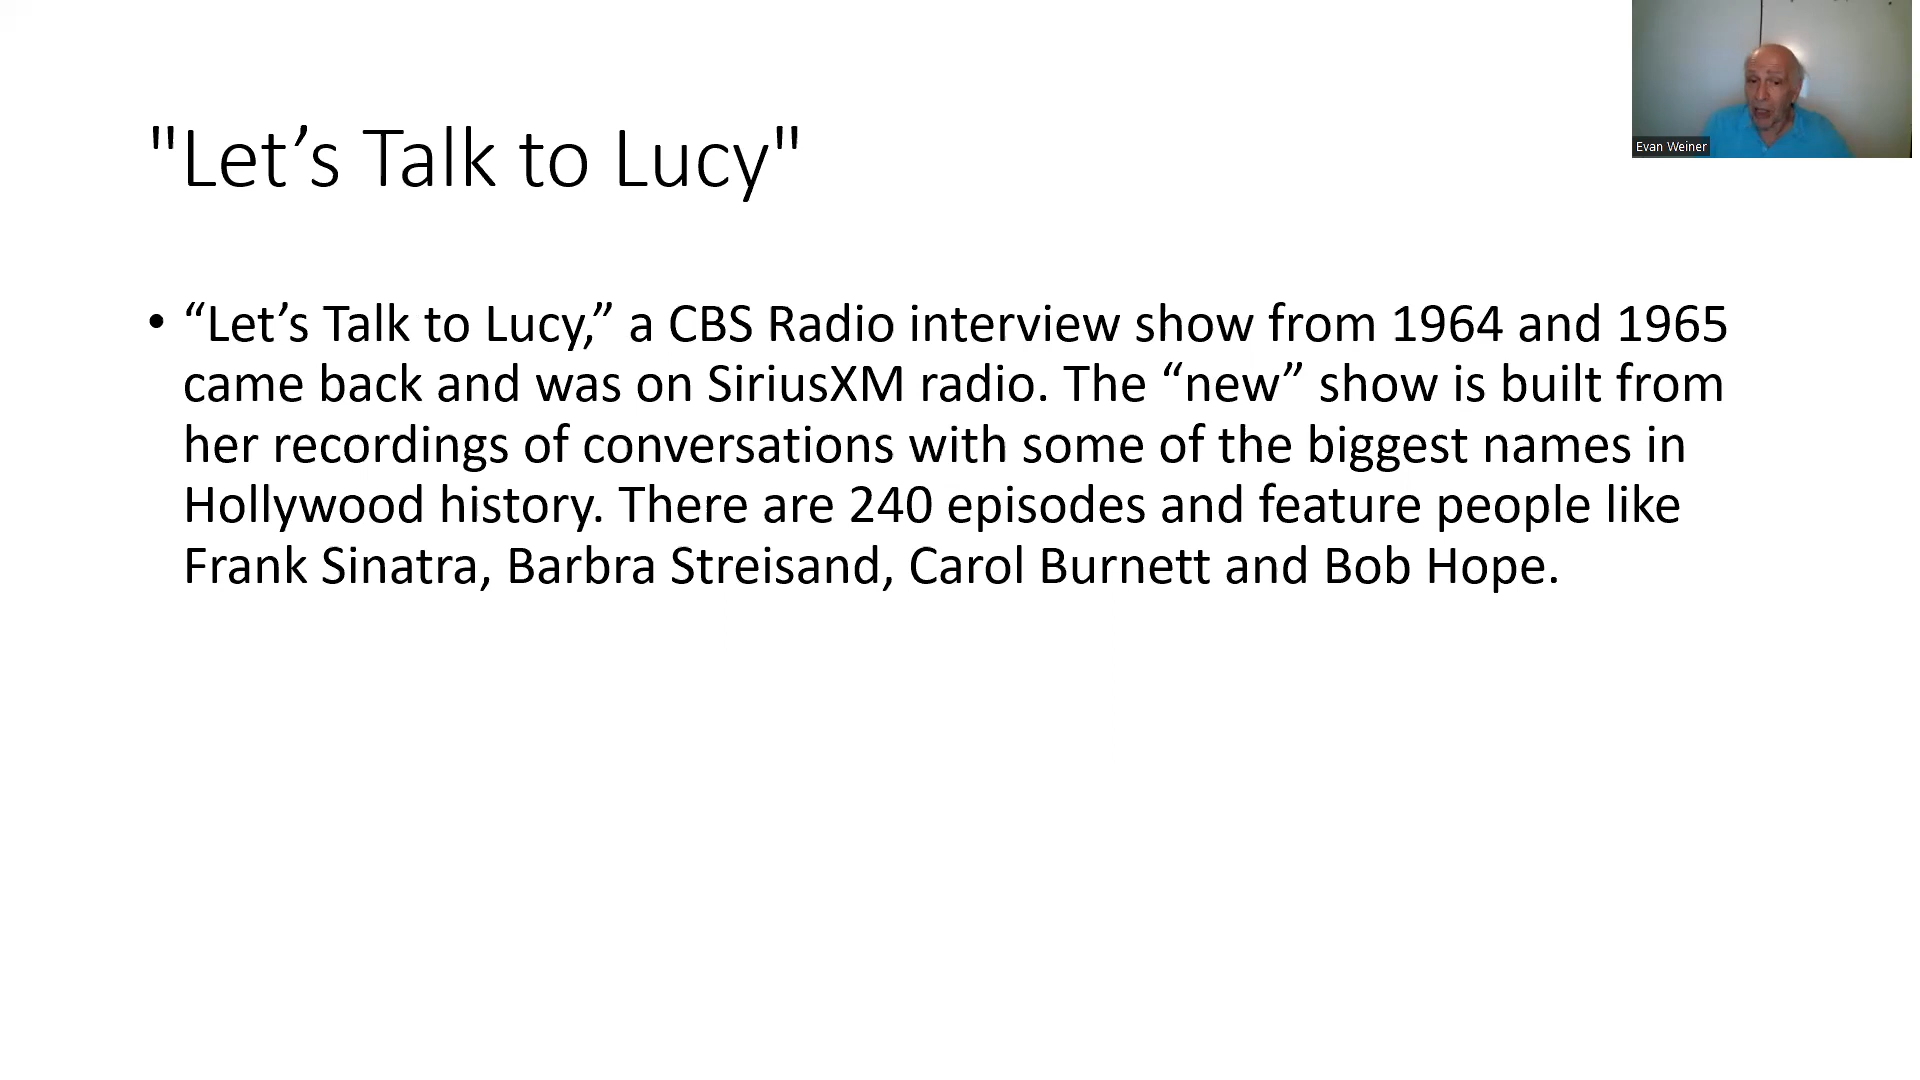 "Let’s Talk to Lucy"
Evan Weiner
• “Let’s Talk to Lucy,” a CBS Radio interview show from 1964 and 1965
came back and was on SiriusXM radio. The “new” show is built from
her recordings of conversations with some of the biggest names in
Hollywood history. There are 240 episodes and feature people like
Frank Sinatra, Barbra Streisand, Carol Burnett and Bob Hope.